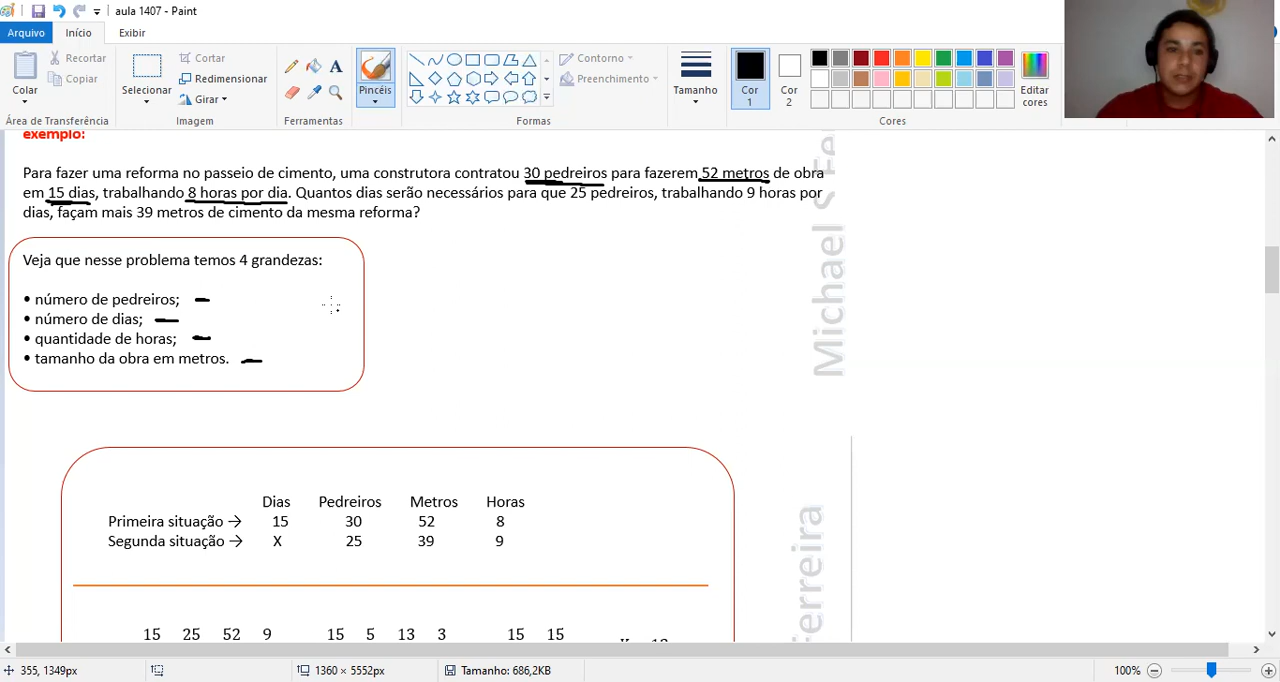 aula 1407 - Paint
Arquivo Início Exibir
Colar
Recortar
Copiar
Área de Transferência
Selecionar
Cortar
Redimensionar
Girar
Imagem
A
Ferramentas
Pincéis
Contorno
Preenchimento
Formas
Tamanho
Cor 1
Cor 2
Editar cores
Cores
exemplo:
Para fazer uma reforma no passeio de cimento, uma construtora contratou 30 pedreiros para fazerem 52 metros de obra
em 15 dias, trabalhando 8 horas por dia. Quantos dias serão necessários para que 25 pedreiros, trabalhando 9 horas por
dias, façam mais 39 metros de cimento da mesma reforma?
Veja que nesse problema temos 4 grandezas:
• número de pedreiros;
• número de dias;
• quantidade de horas;
• tamanho da obra em metros.
Michael S Fe
Dias Pedreiros Metros Horas
Primeira situação → 15 30 52 8
Segunda situação → X 25 39 9
15 25 52 9 15 5 13 3 15 15
Ferreira
355, 1349px
1360 × 5552px
Tamanho: 686,2KB
100%